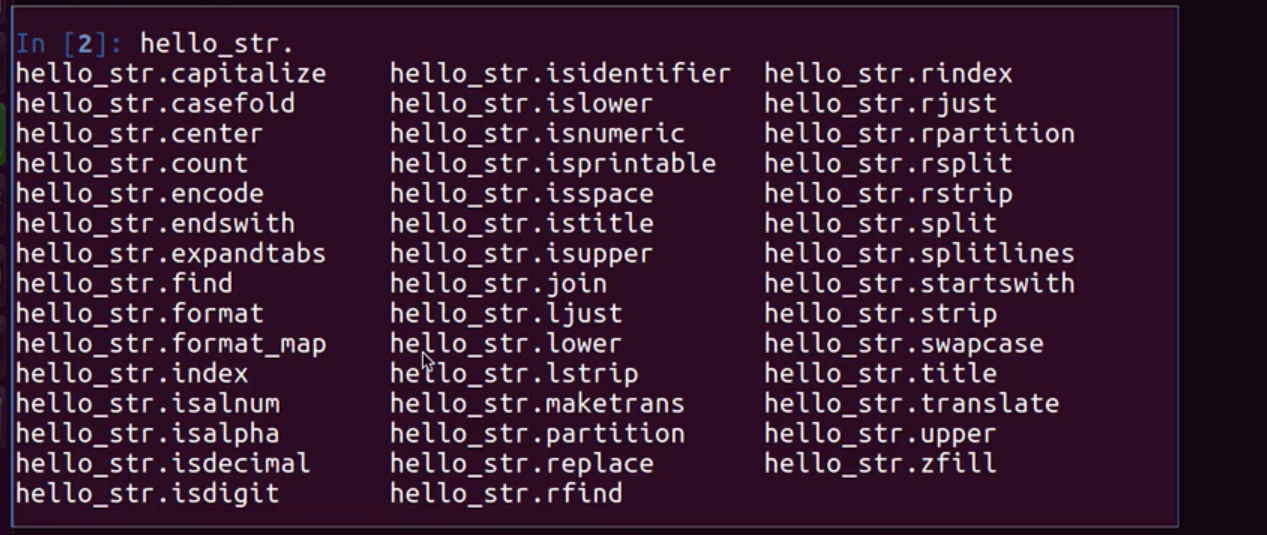 In [2]: hello_str.
hello_str.capitalize hello_str.isidentifier hello_str.rindex
hello_str.casefold hello_str.islower hello_str.rjust
hello_str.center hello_str.isnumeric hello_str.rpartition
hello_str.count hello_str.isprintable hello_str.rsplit
hello_str.encode hello_str.isspace hello_str.rstrip
hello_str.endswith hello_str.istitle hello_str.split
hello_str.expandtabs hello_str.isupper hello_str.splitlines
hello_str.find hello_str.join hello_str.startswith
hello_str.format hello_str.ljust hello_str.strip
hello_str.format_map hello_str.lower hello_str.swapcase
hello_str.index hello_str.lstrip hello_str.title
hello_str.isalnum hello_str.maketrans hello_str.translate
hello_str.isalpha hello_str.partition hello_str.upper
hello_str.isdecimal hello_str.replace hello_str.zfill
hello_str.isdigit hello_str.rfind